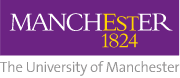 MANCHESTER
1824
The University of Manchester